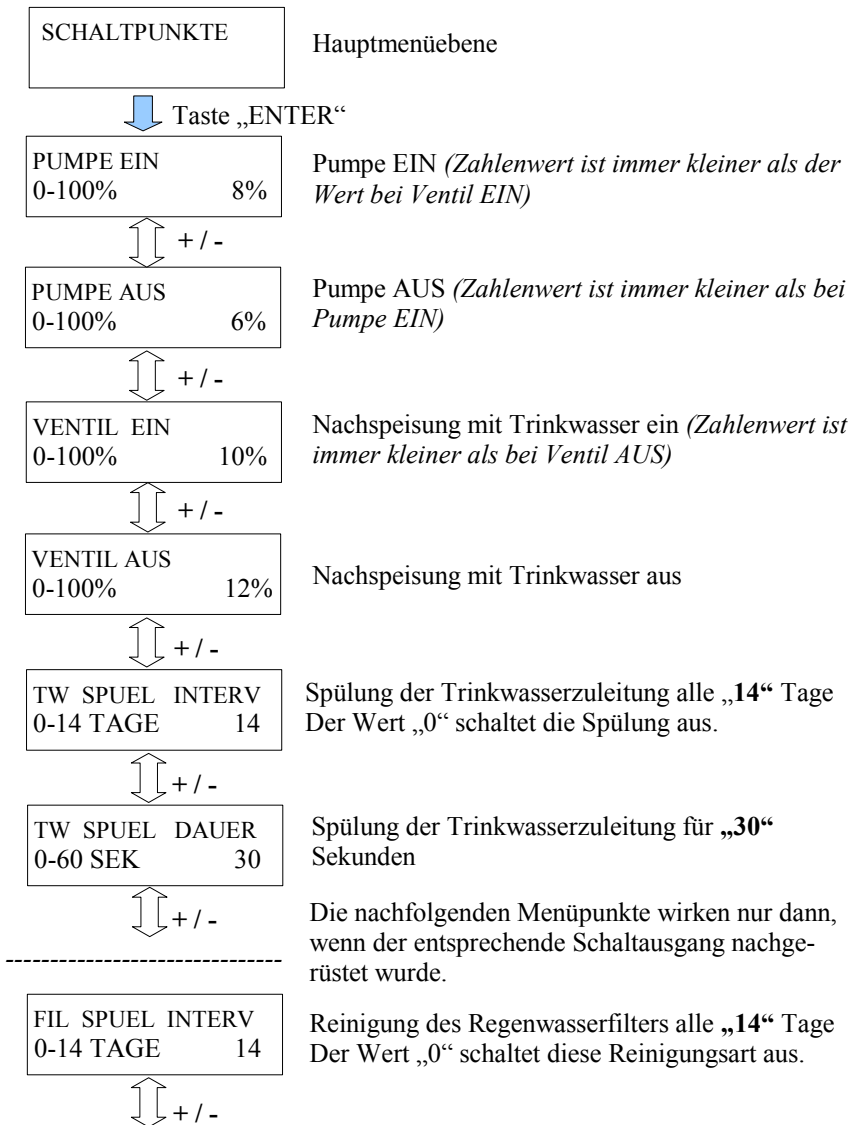 SCHALTPUNKTE
Hauptmenüebene
Taste „ENTER“
PUMPE EIN
0-100% 8%
Pumpe EIN (Zahlenwert ist immer kleiner als der
Wert bei Ventil EIN)
+ / -
PUMPE AUS
0-100% 6%
Pumpe AUS (Zahlenwert ist immer kleiner als bei
Pumpe EIN)
+ / -
VENTIL EIN
0-100% 10%
Nachspeisung mit Trinkwasser ein (Zahlenwert ist
immer kleiner als bei Ventil AUS)
+ / -
VENTIL AUS
0-100% 12%
Nachspeisung mit Trinkwasser aus
+ / -
TW SPUEL INTERV
0-14 TAGE 14
Spülung der Trinkwasserzuleitung alle „14“ Tage
Der Wert „0“ schaltet die Spülung aus.
+ / -
TW SPUEL DAUER
0-60 SEK 30
Spülung der Trinkwasserzuleitung für „30“
Sekunden
+ / -
Die nachfolgenden Menüpunkte wirken nur dann,
wenn der entsprechende Schaltausgang nachge-
rüstet wurde.
FIL SPUEL INTERV
0-14 TAGE 14
Reinigung des Regenwasserfilters alle „14“ Tage
Der Wert „0“ schaltet diese Reinigungsart aus.
+ / -